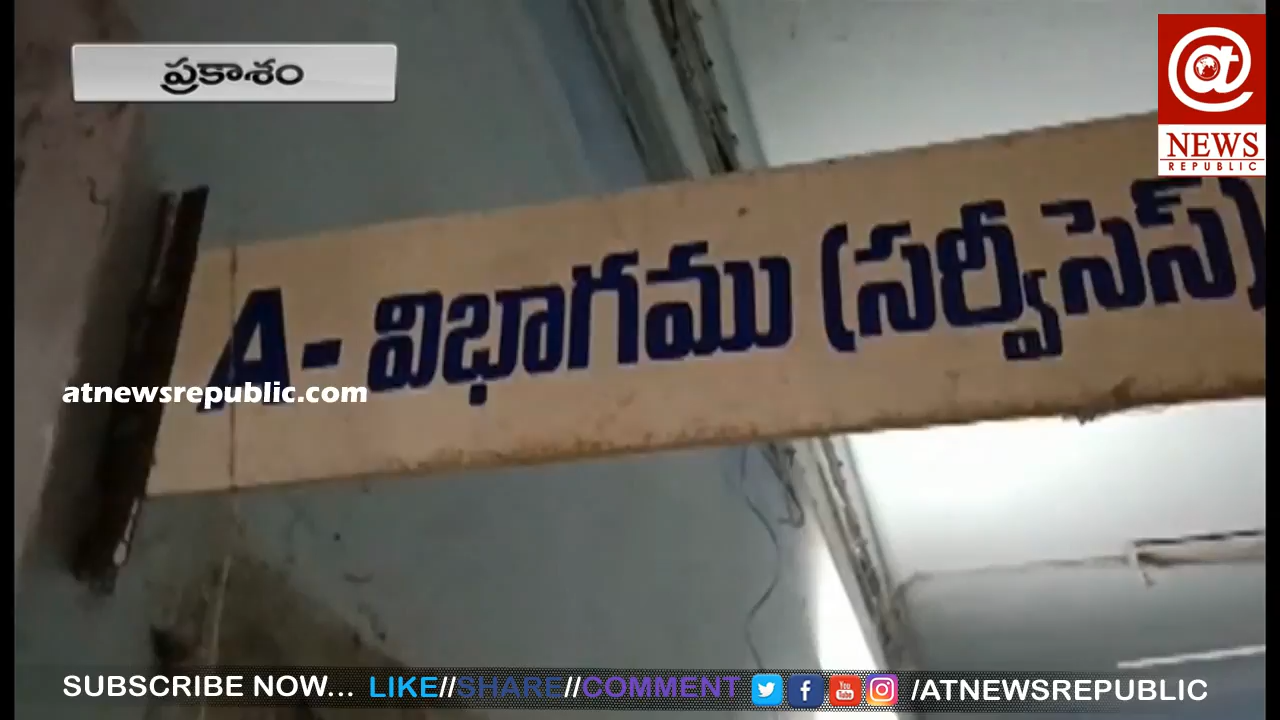 ప్రకాశం
@
NEWS
REPUBLIC
A- విభాగము (సర్వీసెస్)
atnewsrepublic.com
SUBSCRIBE NOW... LIKE//SHARE//COMMENT /ATNEWSREPUBLIC